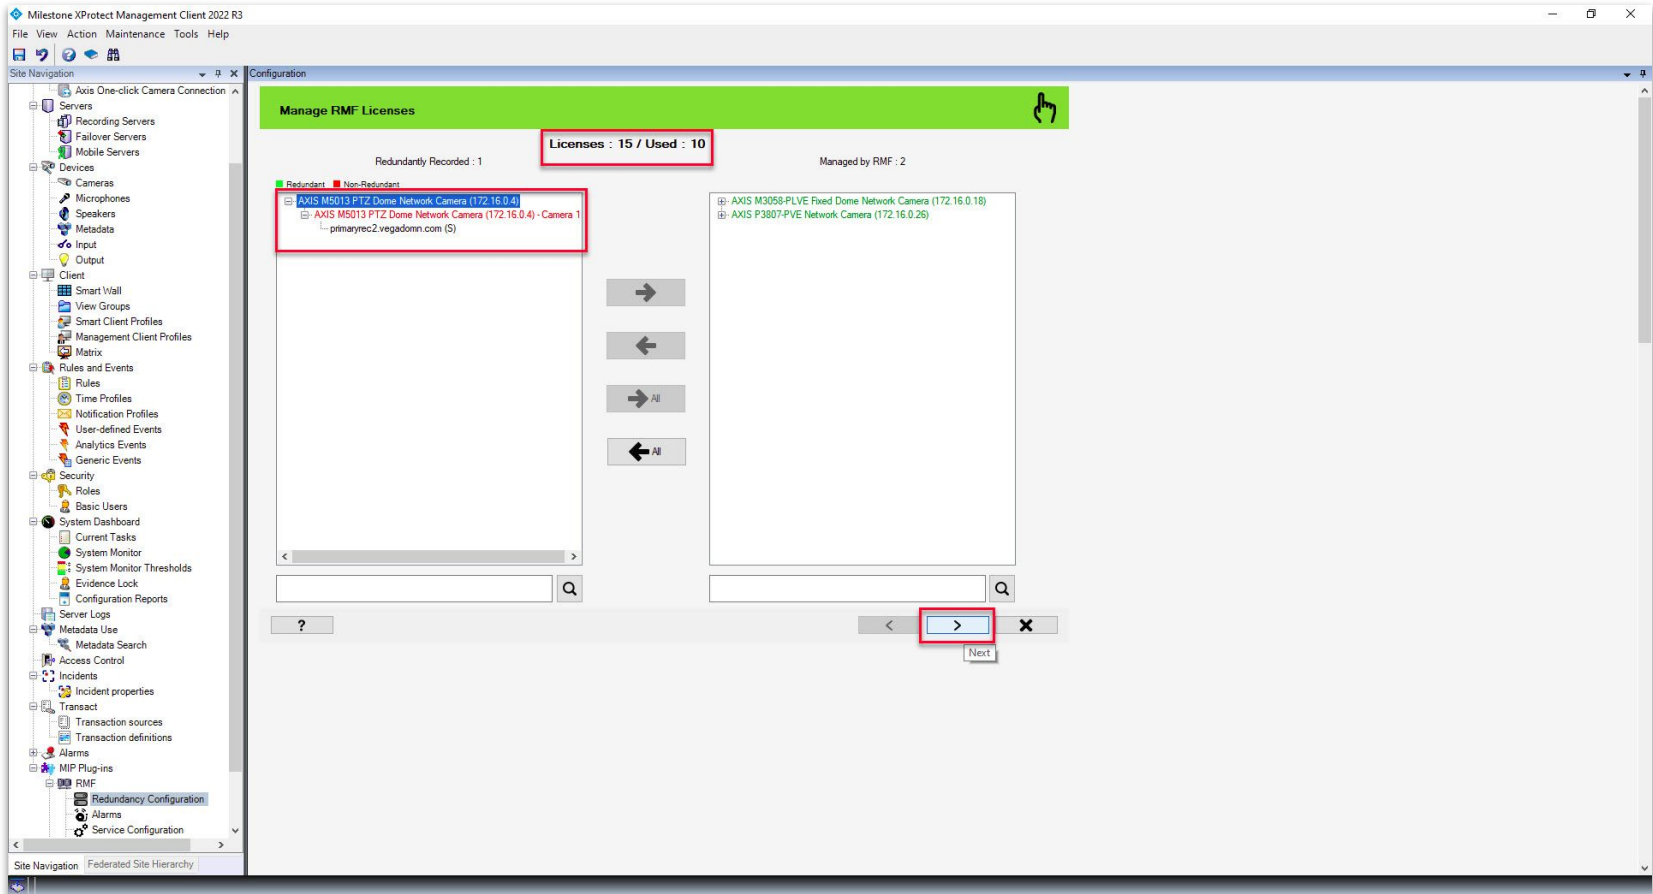 Milestone XProtect Management Client 2022 R3
File View Action Maintenance Tools Help
Site Navigation
Axis One-click Camera Connection
Servers
Recording Servers
Failover Servers
Mobile Servers
Devices
Cameras
Microphones
Speakers
Metadata
Input
Output
Client
Smart Wall
View Groups
Smart Client Profiles
Management Client Profiles
Matrix
Rules and Events
Rules
Time Profiles
Notification Profiles
User-defined Events
Analytics Events
Generic Events
Security
Roles
Basic Users
System Dashboard
Current Tasks
System Monitor
System Monitor Thresholds
Evidence Lock
Configuration Reports
Server Logs
Metadata Use
Metadata Search
Access Control
Incidents
Incident properties
Transact
Transaction sources
Transaction definitions
Alarms
MIP Plug-ins
RMF
Redundancy Configuration
Alarms
Service Configuration
Site Navigation Federated Site Hierarchy
Configuration
Manage RMF Licenses
Licenses : 15 / Used : 10
Redundantly Recorded : 1
Managed by RMF : 2
Redundant Non-Redundant
AXIS M5013 PTZ Dome Network Camera (172.16.0.4)
AXIS M5013 PTZ Dome Network Camera (172.16.0.4) - Camera 1
primaryrec2.vegadomn.com (S)
AXIS M3058-PLVE Fixed Dome Network Camera (172.16.0.18)
AXIS P3807-PVE Network Camera (172.16.0.26)
All
All
?
< >
Next